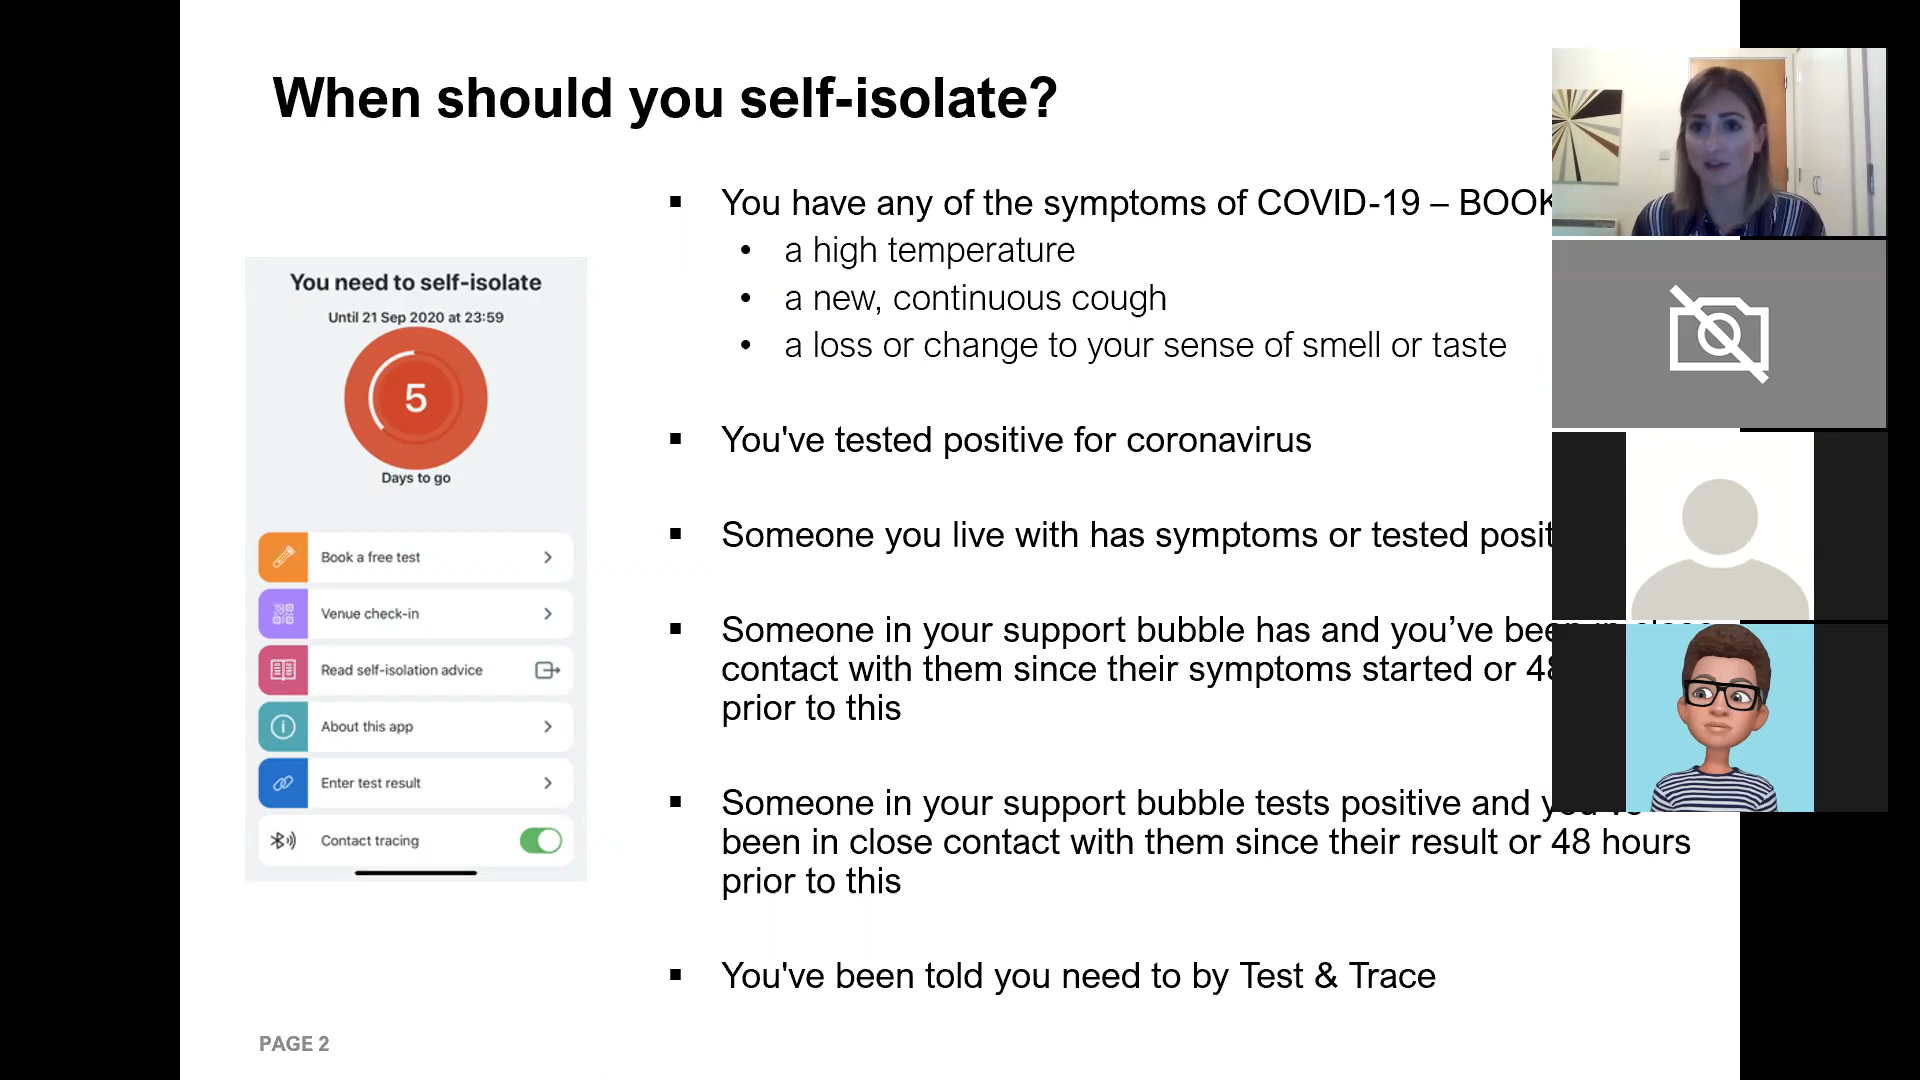 When should you self-isolate?
You have any of the symptoms of COVID-19 – BOOK
a high temperature
a new, continuous cough
a loss or change to your sense of smell or taste
You've tested positive for coronavirus
Someone you live with has symptoms or tested
Someone in your support bubble has and you’ve been in close
contact with them since their symptoms started or
prior to this
Someone in your support bubble tests positive and you've
been in close contact with them since their result or 48 hours
prior to this
You've been told you need to by Test & Trace
You need to self-isolate
Until 21 Sep 2020 at 23:59
5
Days to go
Book a free test
Venue check-in
Read self-isolation advice
About this app
Enter test result
Contact tracing
PAGE 2